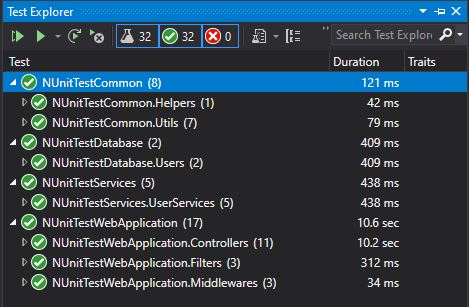 Test Explorer
32 32 0 Search Test Explo
Test Duration Traits
NUnitTestCommon (8) 121 ms
NUnitTestCommon.Helpers (1) 42 ms
NUnitTestCommon.Utils (7) 79 ms
NUnitTestDatabase (2) 409 ms
NUnitTestDatabase.Users (2) 409 ms
NUnitTestServices (5) 438 ms
NUnitTestServices.UserServices (5) 438 ms
NUnitTestWebApplication (17) 10.6 sec
NUnitTestWebApplication.Controllers (11) 10.2 sec
NUnitTestWebApplication.Filters (3) 312 ms
NUnitTestWebApplication.Middlewares (3) 34 ms